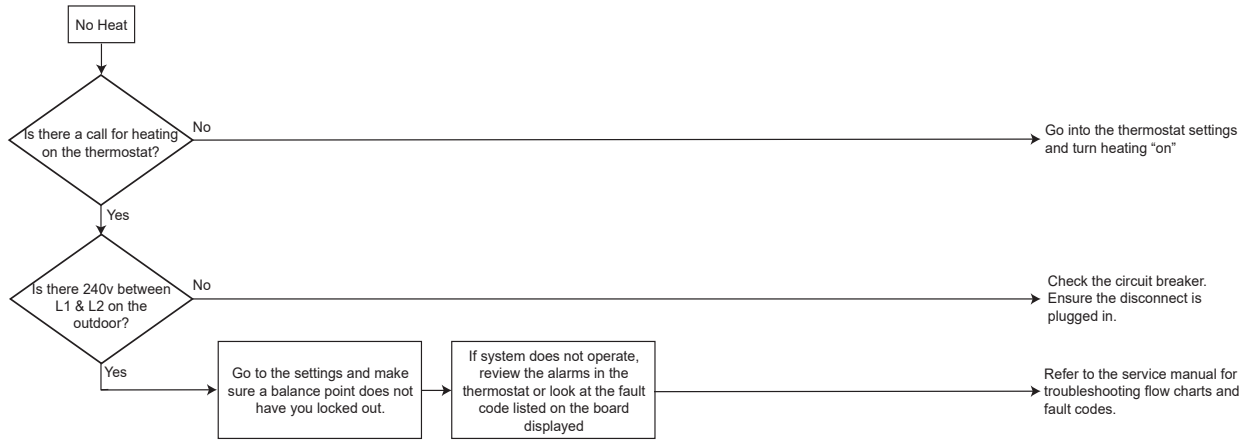 No Heat
Is there a call for heating
on the thermostat?
No
Go into the thermostat settings
and turn heating “on”
Yes
Is there 240v between
L1 & L2 on the
outdoor?
No
Check the circuit breaker.
Ensure the disconnect is
plugged in.
Yes
Go to the settings and make
sure a balance point does not
have you locked out.
If system does not operate,
review the alarms in the
thermostat or look at the fault
code listed on the board
displayed
Refer to the service manual for
troubleshooting flow charts and
fault codes.